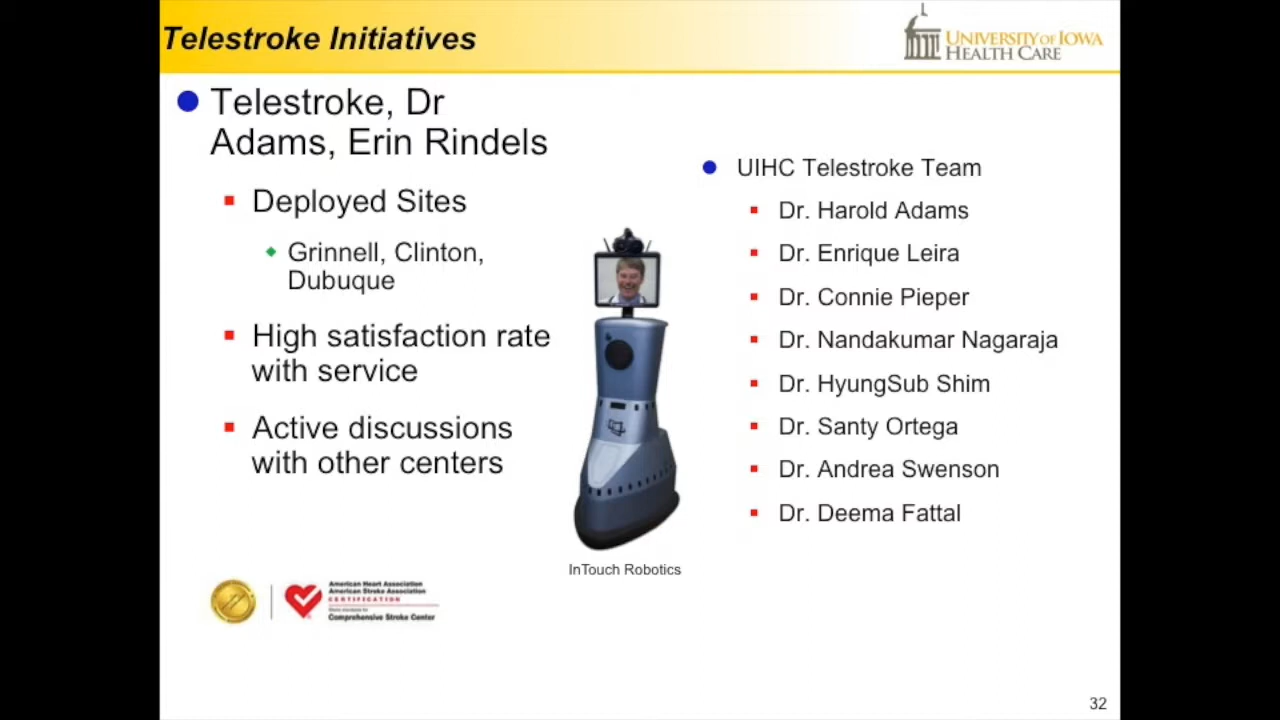 Telestroke Initiatives
UNIVERSITY OF IOWA
HEALTH CARE
Telestroke, Dr
Adams, Erin Rindels
Deployed Sites
Grinnell, Clinton,
Dubuque
High satisfaction rate
with service
Active discussions
with other centers
InTouch Robotics
UIHC Telestroke Team
Dr. Harold Adams
Dr. Enrique Leira
Dr. Connie Pieper
Dr. Nandakumar Nagaraja
Dr. HyungSub Shim
Dr. Santy Ortega
Dr. Andrea Swenson
Dr. Deema Fattal
American Heart Association
American Stroke Association
CERTIFICATION
Comprehensive Stroke Center
32